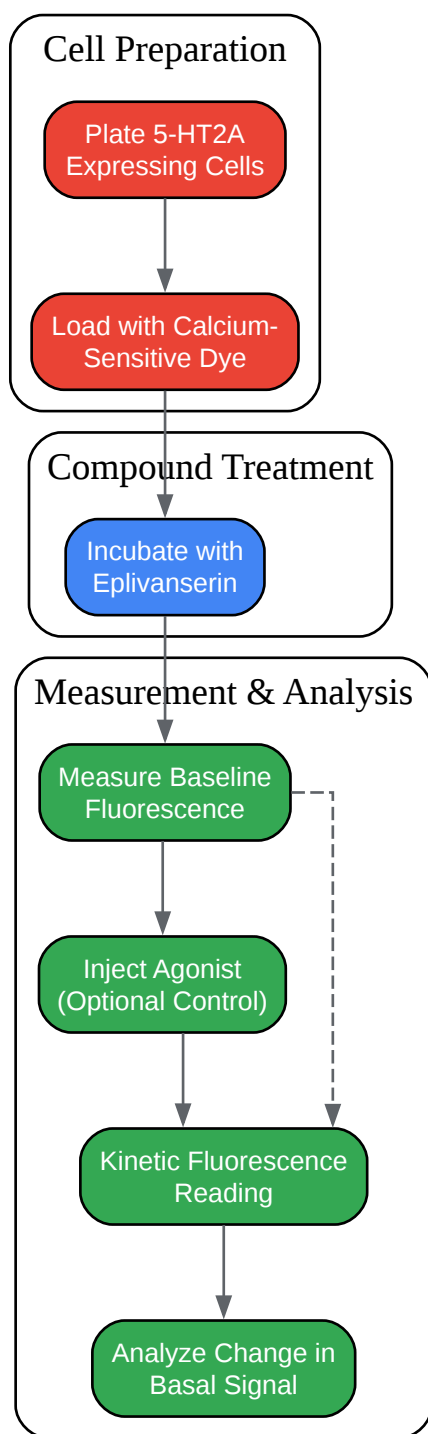 Cell Preparation
Plate 5-HT2A
Expressing Cells
Load with Calcium-
Sensitive Dye
Compound Treatment
Incubate with
Eplivanserin
Measurement & Analysis
Measure Baseline
Fluorescence
Inject Agonist
(Optional Control)
Kinetic Fluorescence
Reading
Analyze Change in
Basal Signal